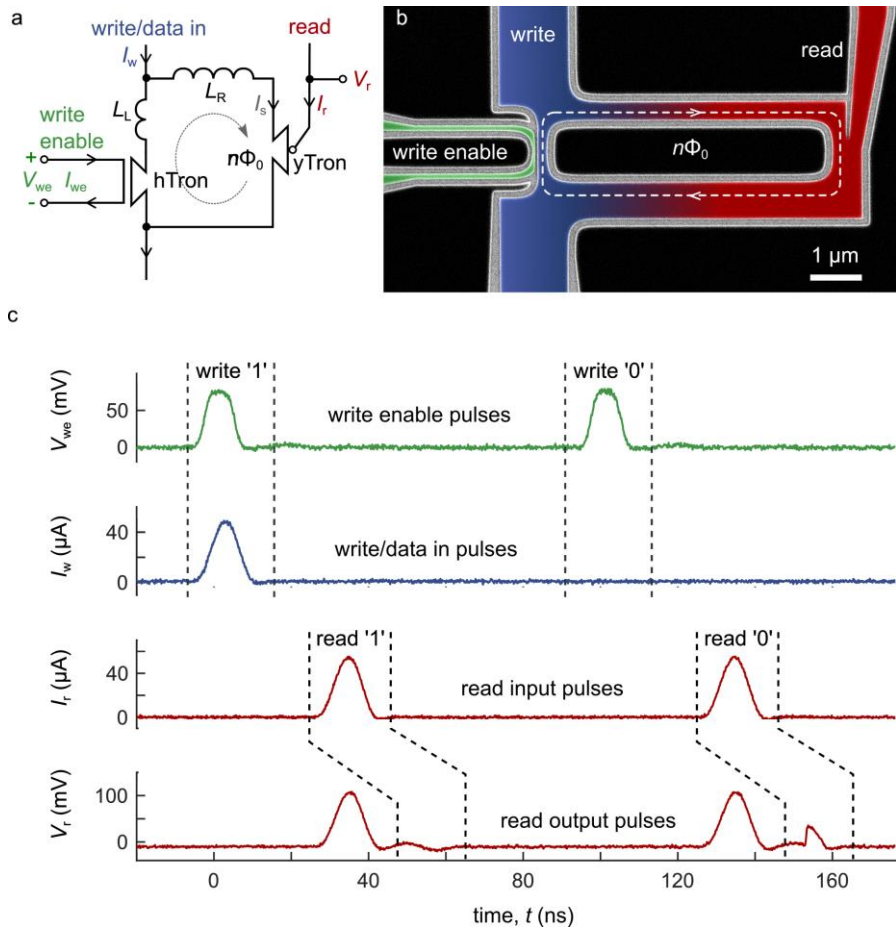 a
write/data in
I_w
read
V_r
L_L
L_R
I_s
I_r
write
enable
+
V_we
I_we
-
hTron
nΦ₀
yTron
b
write
read
write enable
nΦ₀
1 μm
c
write '1'
write '0'
V_we (mV)
50
0
write enable pulses
I_w (μA)
40
0
write/data in pulses
read '1'
read '0'
I_r (μA)
40
0
read input pulses
V_r (mV)
100
0
read output pulses
0 40 80 120 160
time, t (ns)